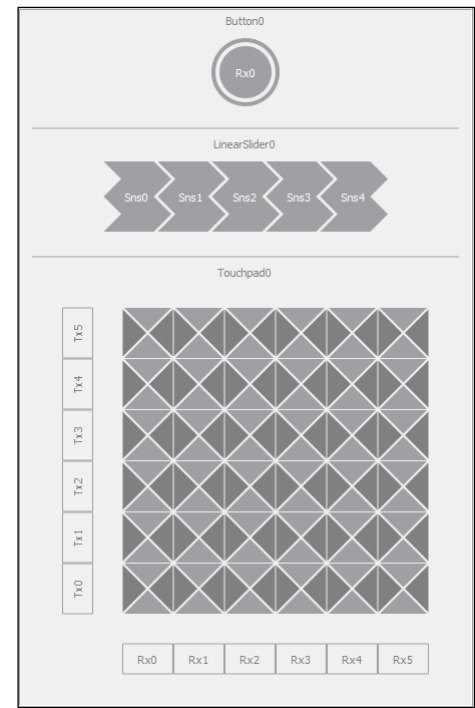 Button0
Rx0
LinearSlider0
Sns0 Sns1 Sns2 Sns3 Sns4
Touchpad0
Tx5
Tx4
Tx3
Tx2
Tx1
Tx0
Rx0 Rx1 Rx2 Rx3 Rx4 Rx5